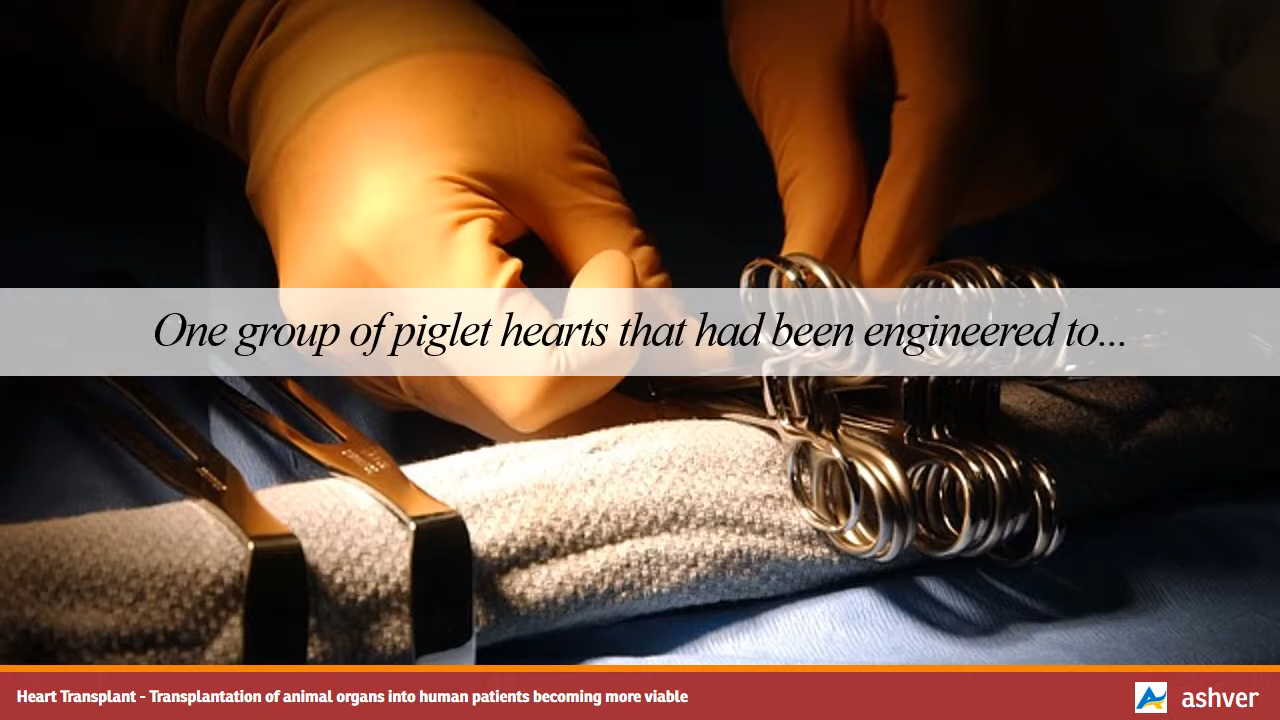 One group of piglet hearts that had been engineered to...
Heart Transplant - Transplantation of animal organs into human patients becoming more viable
ashver